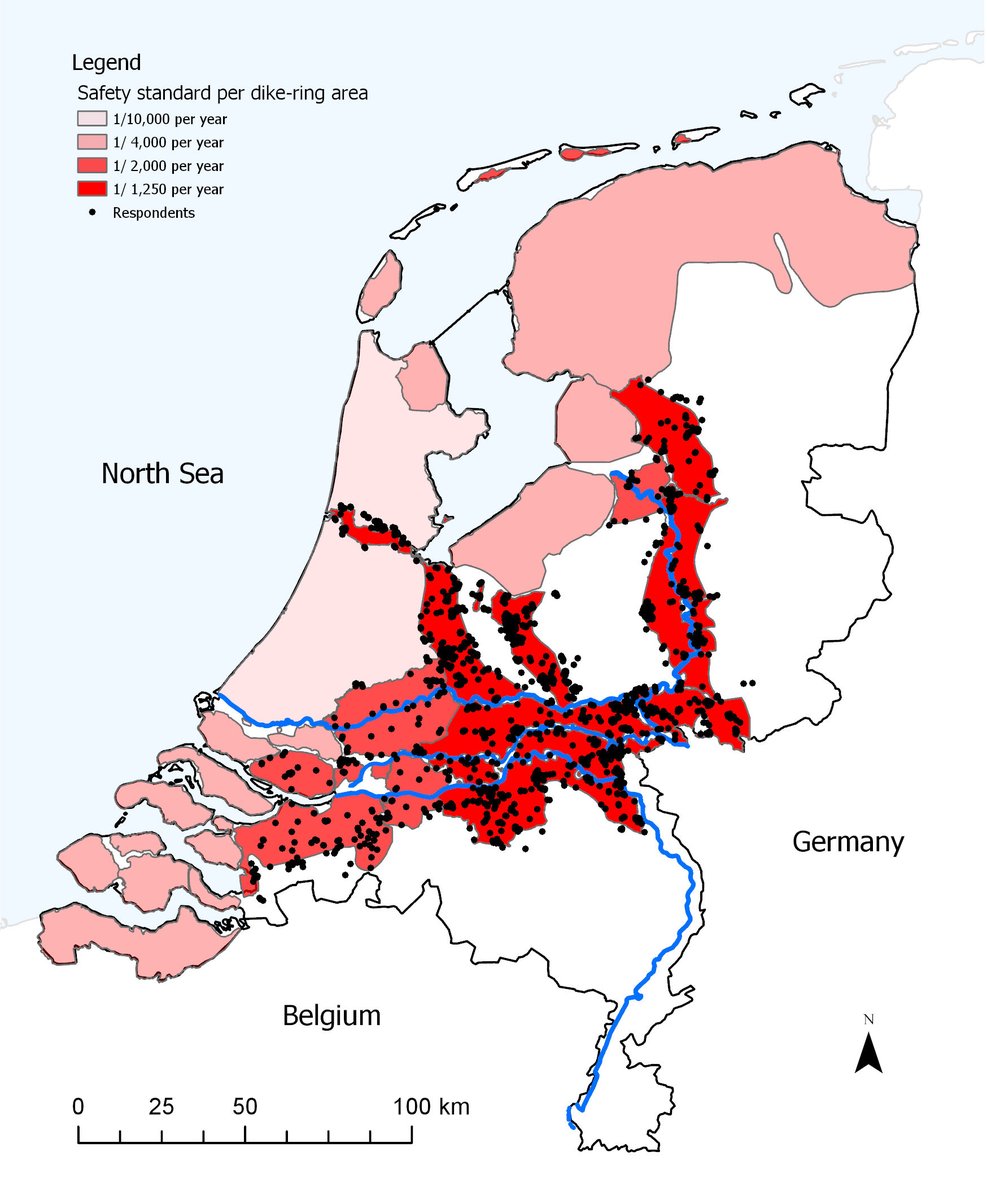 Legend
Safety standard per dike-ring area
1/10,000 per year
1/ 4,000 per year
1/ 2,000 per year
1/ 1,250 per year
Respondents
North Sea
Germany
Belgium
N
0 25 50 100 km